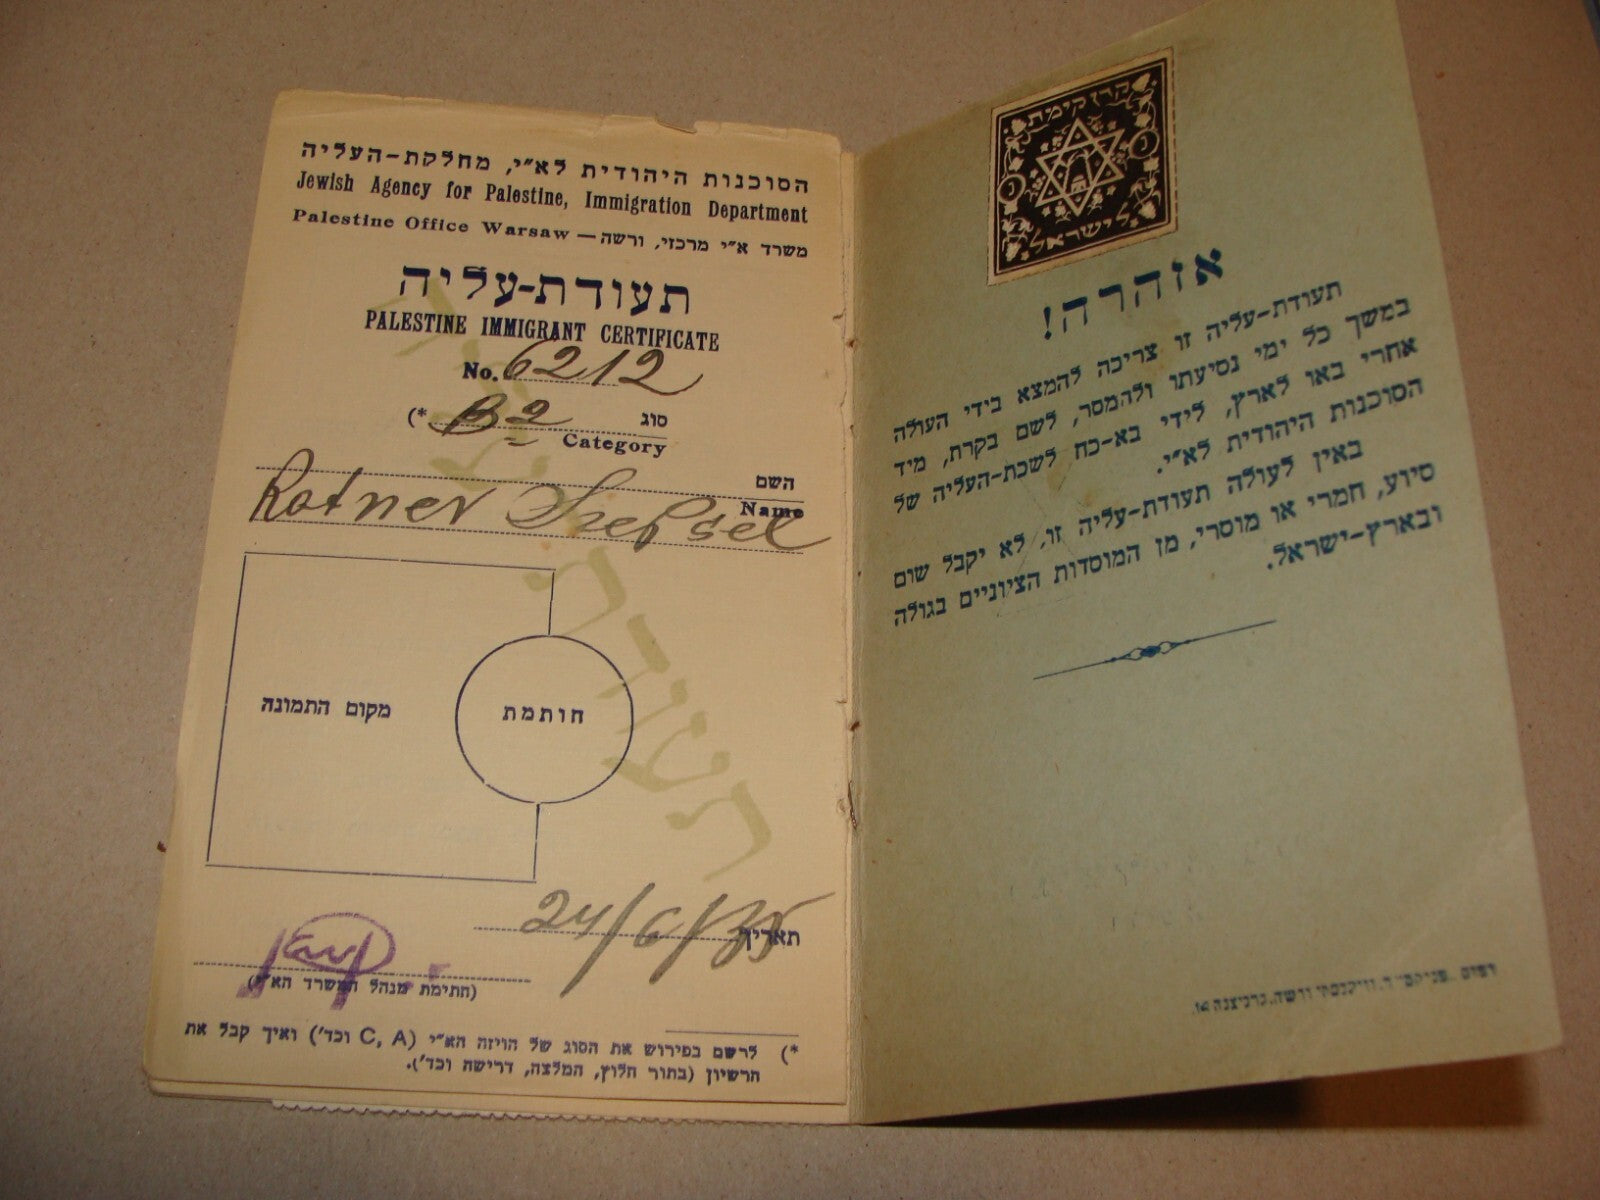 הסוכנות היהודית לא״י, מחלקת-העליה
Jewish Agency for Palestine, Immigration Department
Palestine Office Warsaw — משרד א״י מרכזי, ורשה
תעודת-עליה
PALESTINE IMMIGRANT CERTIFICATE
No. 6212
סוג B2 (*
Category
השם
Name
Ratner Szepsel
מקום התמונה
חותמת
תאריך 24/6/35
(חתימת מנהל המשרד הא״י)
*) לרשם בפירוש את הסוג של הויזה הא״י (C, A וכד') ואיך קבל את
הרשיון (בתור חלוץ, המלצה, דרישה וכד').
תעודת עליה
קרן קימת
לישראל
אזהרה!
תעודת-עליה זו צריכה להמצא בידי העולה
במשך כל ימי נסיעתו ולהמסר, לשם בקרת, מיד
אחרי באו לארץ, לידי בא-כח לשכת-העליה של
הסוכנות היהודית לא״י.
באין לעולה תעודת-עליה זו, לא יקבל שום
סיוע, חמרי או מוסרי, מן המוסדות הציוניים בגולה
ובארץ-ישראל.